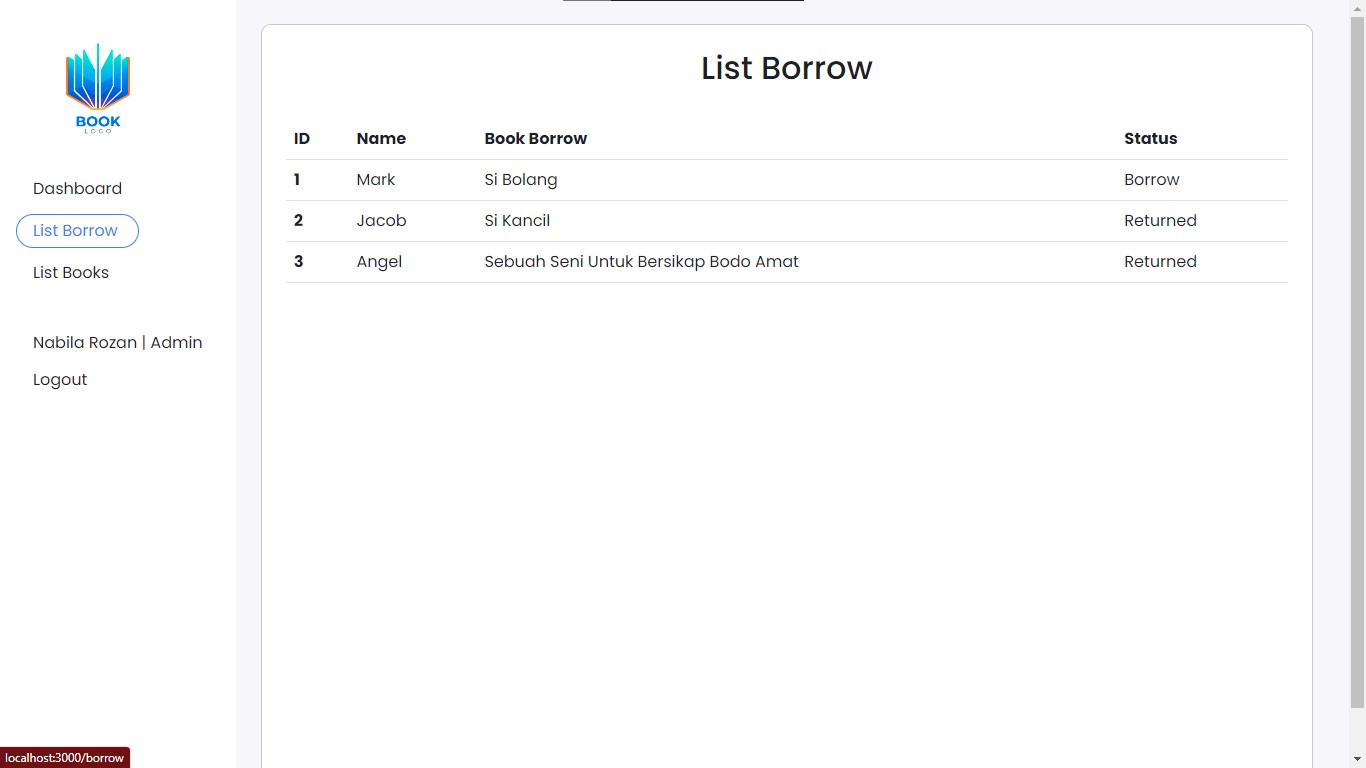 BOOK
LOGO
Dashboard
List Borrow
List Books
Nabila Rozan | Admin
Logout
List Borrow
ID Name Book Borrow Status
1 Mark Si Bolang Borrow
2 Jacob Si Kancil Returned
3 Angel Sebuah Seni Untuk Bersikap Bodo Amat Returned
localhost:3000/borrow